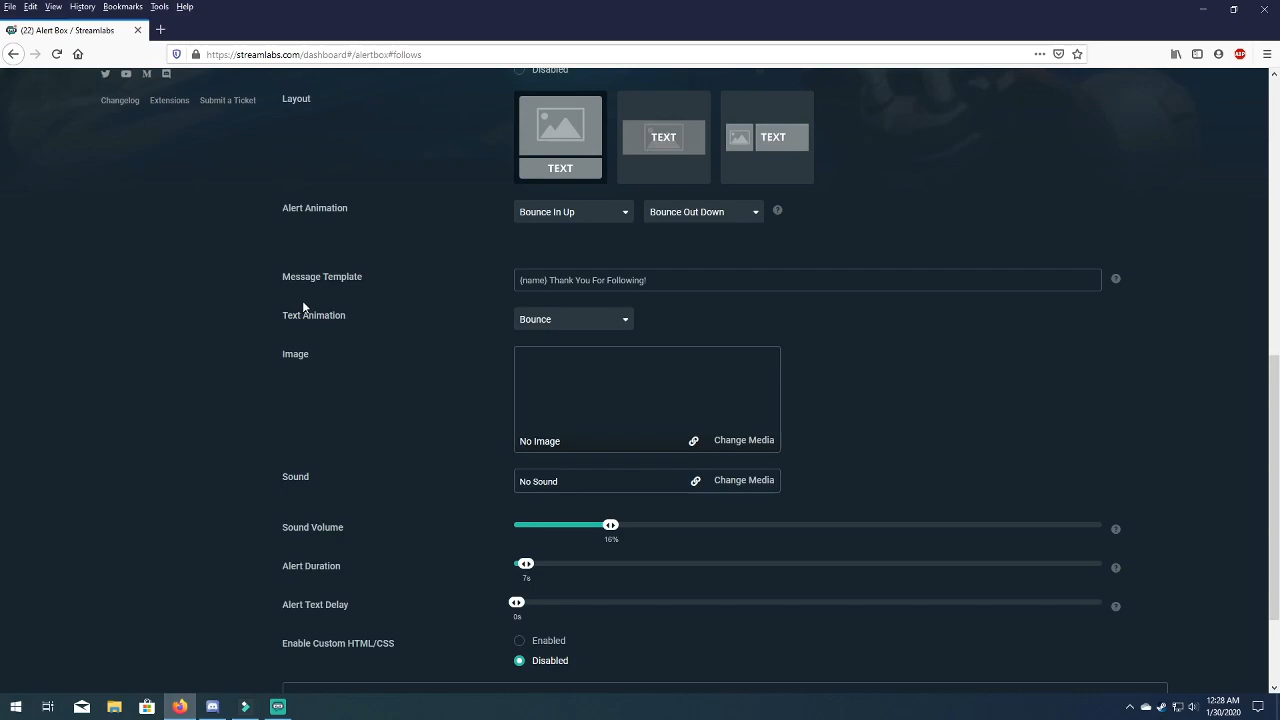 File Edit View History Bookmarks Tools Help
(22) Alert Box / Streamlabs
https://streamlabs.com/dashboard#/alertbox#follows
ABP
Disabled
Changelog Extensions Submit a Ticket
Layout
TEXT
TEXT
TEXT
Alert Animation
Bounce In Up
Bounce Out Down
?
Message Template
{name} Thank You For Following!
?
Text Animation
Bounce
Image
No Image
Change Media
Sound
No Sound
Change Media
Sound Volume
16%
?
Alert Duration
7s
?
Alert Text Delay
0s
?
Enable Custom HTML/CSS
Enabled
Disabled
12:28 AM
1/30/2020